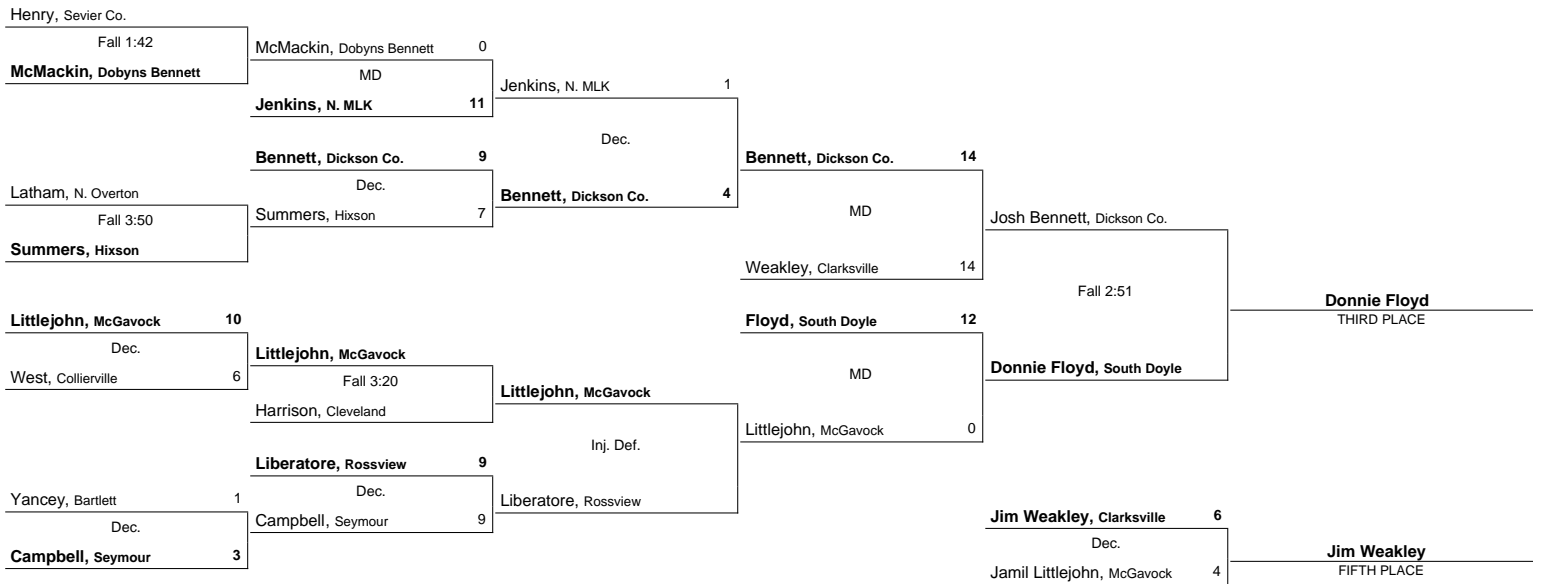 Henry, Sevier Co.
Fall 1:42
McMackin, Dobyns Bennett
Latham, N. Overton
Fall 3:50
Summers, Hixson
Littlejohn, McGavock 10
Dec.
West, Collierville 6
Yancey, Bartlett 1
Dec.
Campbell, Seymour 3
McMackin, Dobyns Bennett 0
MD
Jenkins, N. MLK 11
Bennett, Dickson Co. 9
Dec.
Summers, Hixson 7
Littlejohn, McGavock
Fall 3:20
Harrison, Cleveland
Liberatore, Rossview 9
Dec.
Campbell, Seymour 9
Jenkins, N. MLK 1
Dec.
Bennett, Dickson Co. 4
Littlejohn, McGavock
Inj. Def.
Liberatore, Rossview
Bennett, Dickson Co. 14
MD
Weakley, Clarksville 14
Floyd, South Doyle 12
MD
Littlejohn, McGavock 0
Josh Bennett, Dickson Co.
Fall 2:51
Donnie Floyd, South Doyle
Jim Weakley, Clarksville 6
Dec.
Jamil Littlejohn, McGavock 4
Donnie Floyd
THIRD PLACE
Jim Weakley
FIFTH PLACE